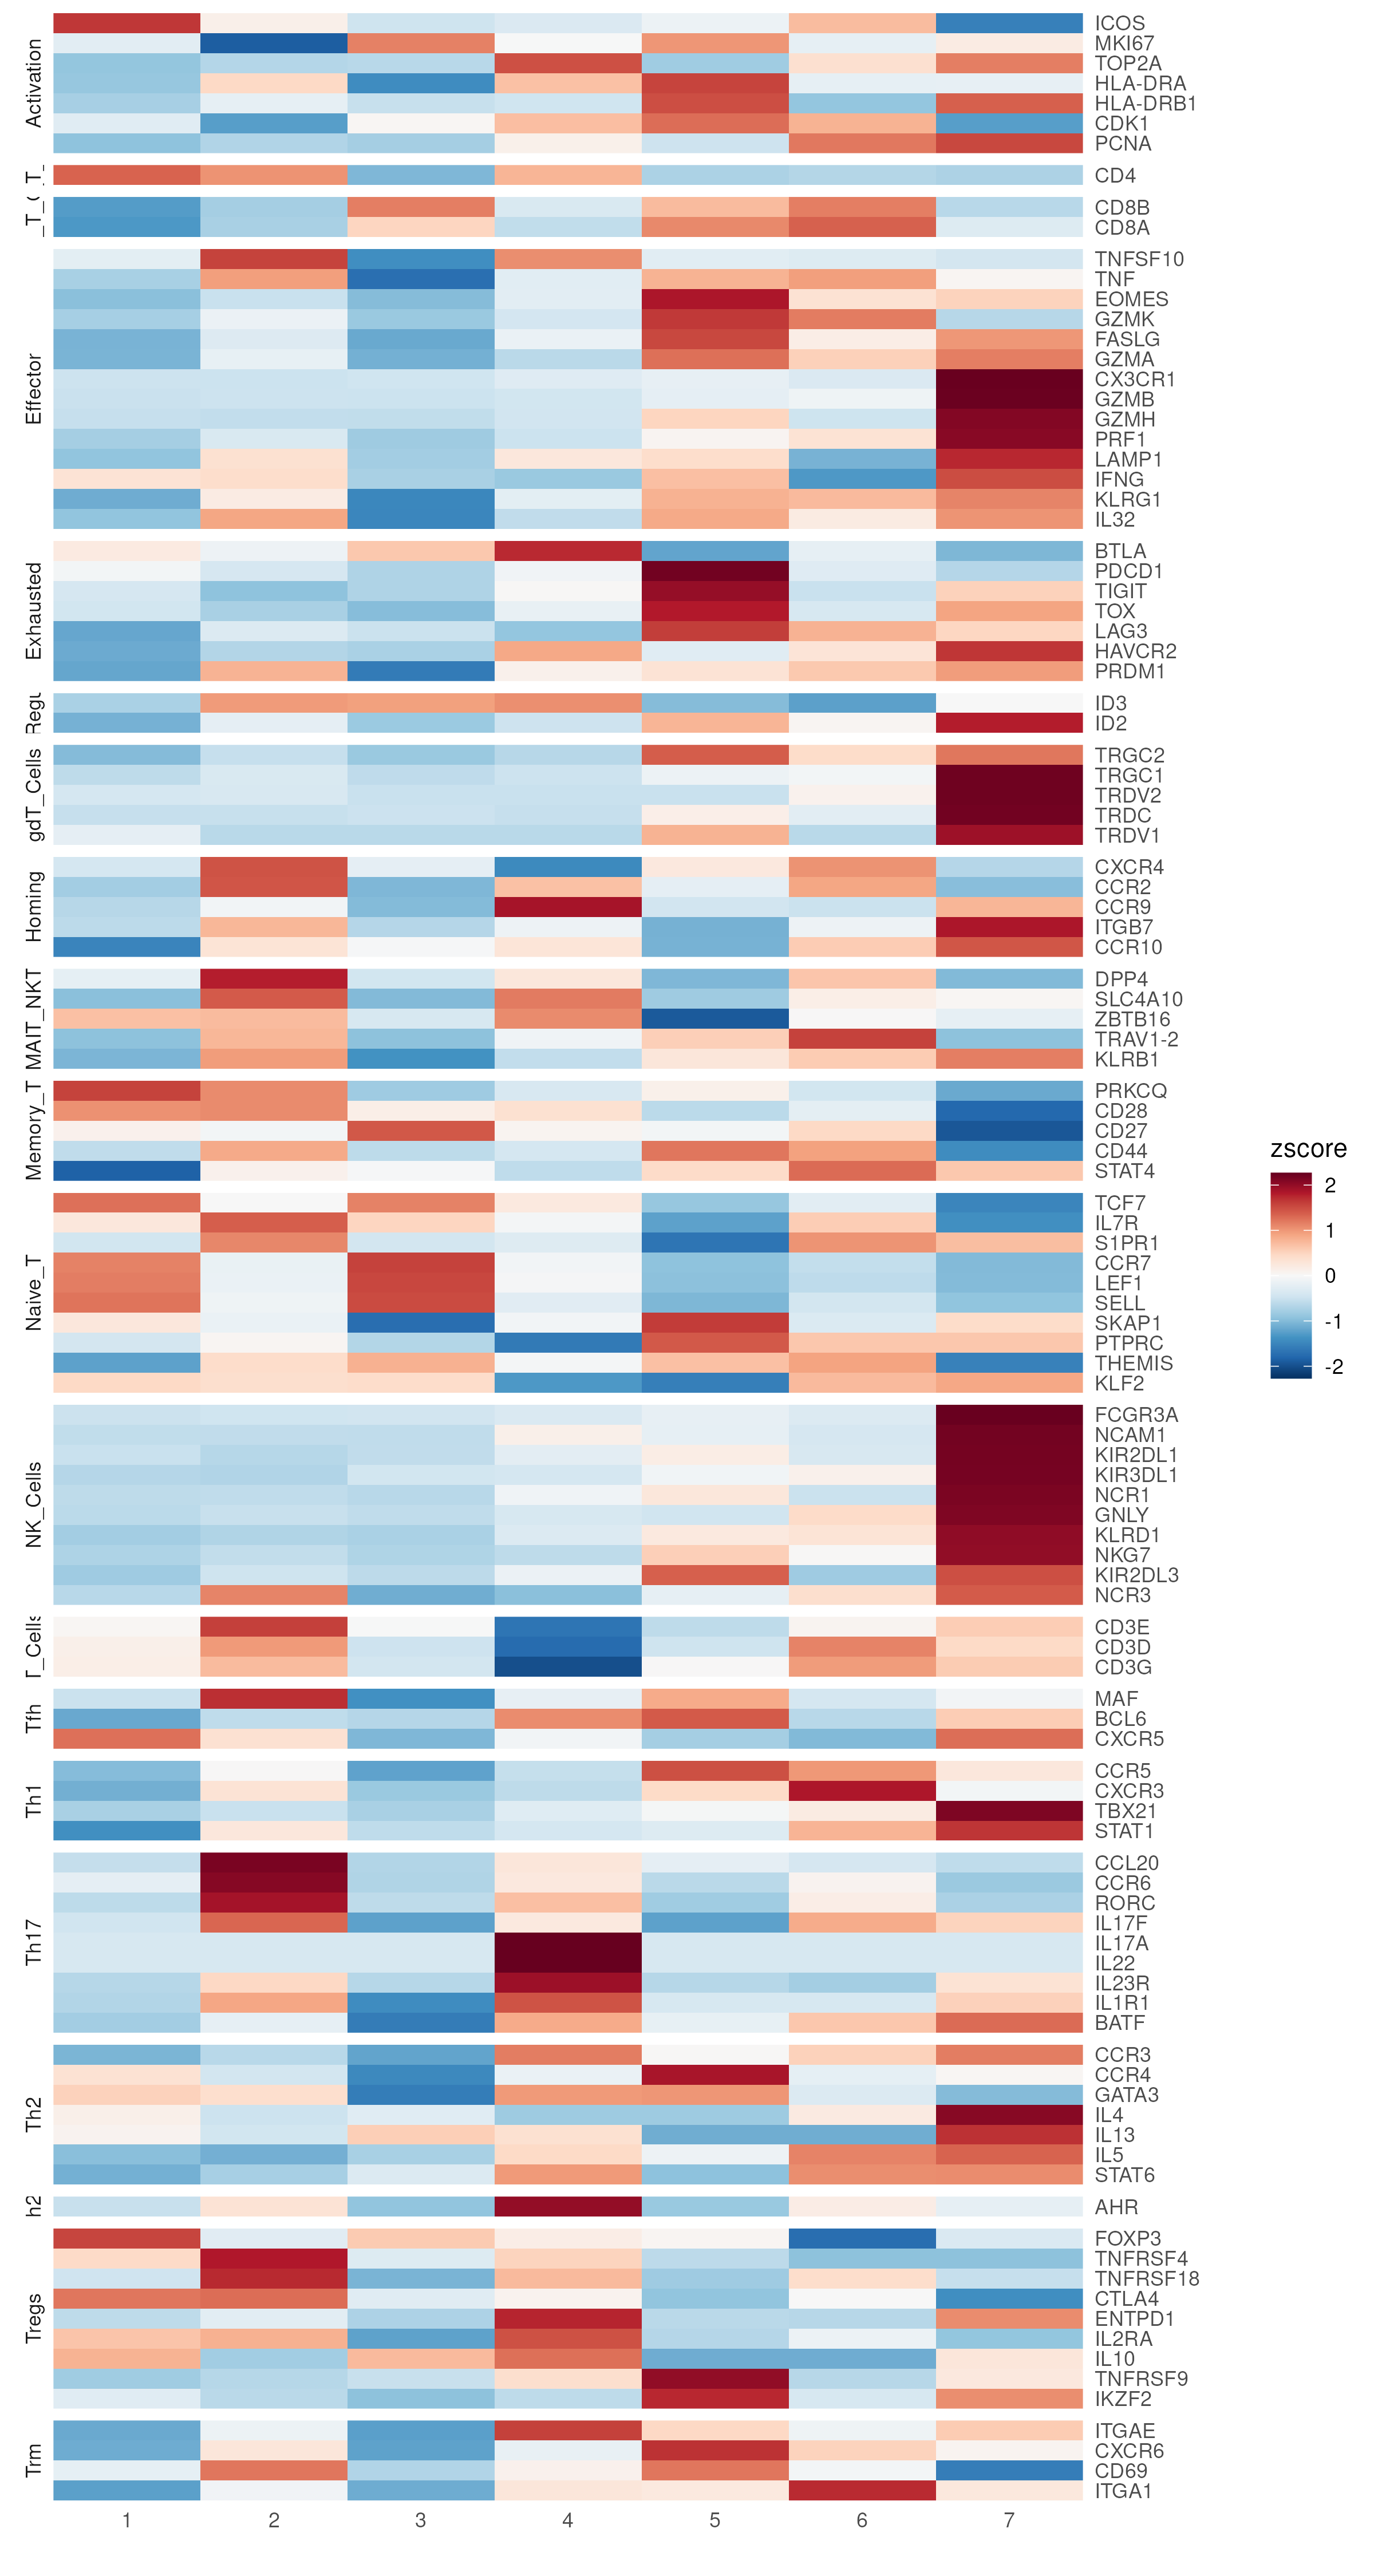 Activation
ICOS
MKI67
TOP2A
HLA-DRA
HLA-DRB1
CDK1
PCNA
_T_
CD4
_T_
CD8B
CD8A
Effector
TNFSF10
TNF
EOMES
GZMK
FASLG
GZMA
CX3CR1
GZMB
GZMH
PRF1
LAMP1
IFNG
KLRG1
IL32
Exhausted
BTLA
PDCD1
TIGIT
TOX
LAG3
HAVCR2
PRDM1
Regu
ID3
ID2
gdT_Cells
TRGC2
TRGC1
TRDV2
TRDC
TRDV1
Homing
CXCR4
CCR2
CCR9
ITGB7
CCR10
MAIT_NKT
DPP4
SLC4A10
ZBTB16
TRAV1-2
KLRB1
Memory_T
PRKCQ
CD28
CD27
CD44
STAT4
Naive_T
TCF7
IL7R
S1PR1
CCR7
LEF1
SELL
SKAP1
PTPRC
THEMIS
KLF2
NK_Cells
FCGR3A
NCAM1
KIR2DL1
KIR3DL1
NCR1
GNLY
KLRD1
NKG7
KIR2DL3
NCR3
T_Cells
CD3E
CD3D
CD3G
Tfh
MAF
BCL6
CXCR5
Th1
CCR5
CXCR3
TBX21
STAT1
Th17
CCL20
CCR6
RORC
IL17F
IL17A
IL22
IL23R
IL1R1
BATF
Th2
CCR3
CCR4
GATA3
IL4
IL13
IL5
STAT6
h2
AHR
Tregs
FOXP3
TNFRSF4
TNFRSF18
CTLA4
ENTPD1
IL2RA
IL10
TNFRSF9
IKZF2
Trm
ITGAE
CXCR6
CD69
ITGA1
1 2 3 4 5 6 7
zscore
2
1
0
-1
-2